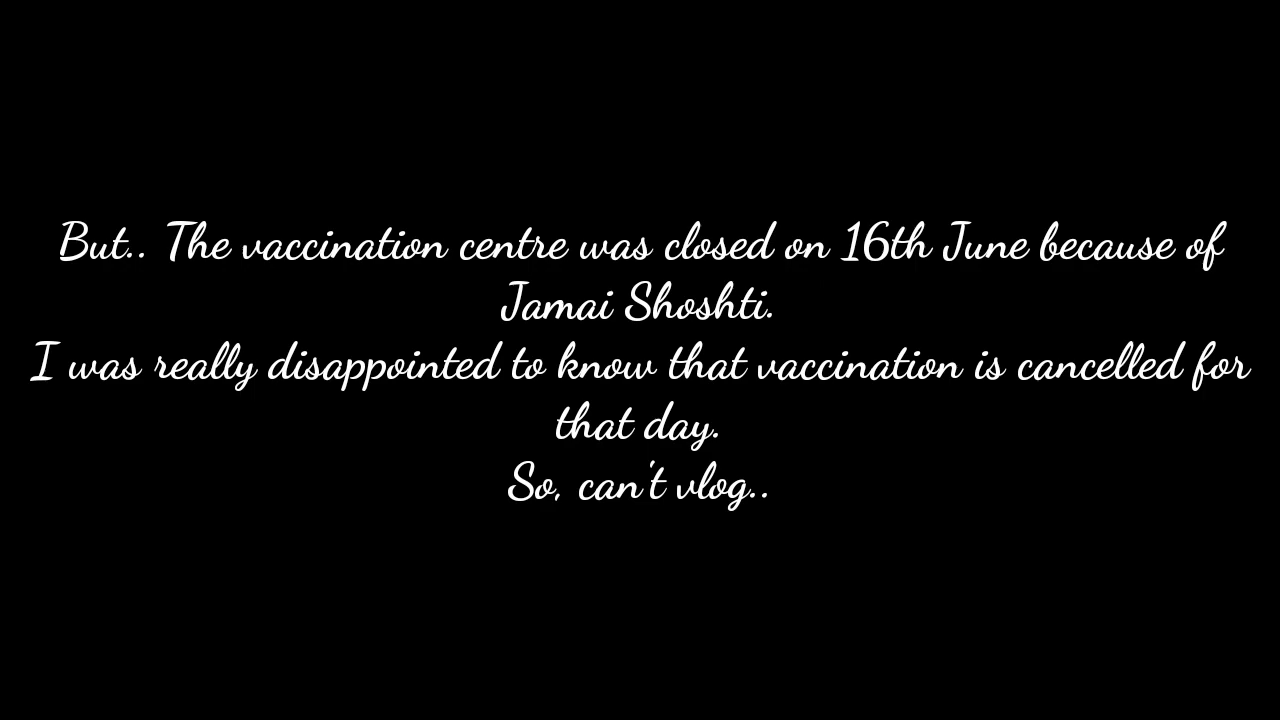 But.. The vaccination centre was closed on 16th June because of
Jamai Shoshti.
I was really disappointed to know that vaccination is cancelled for
that day.
So, can't vlog..